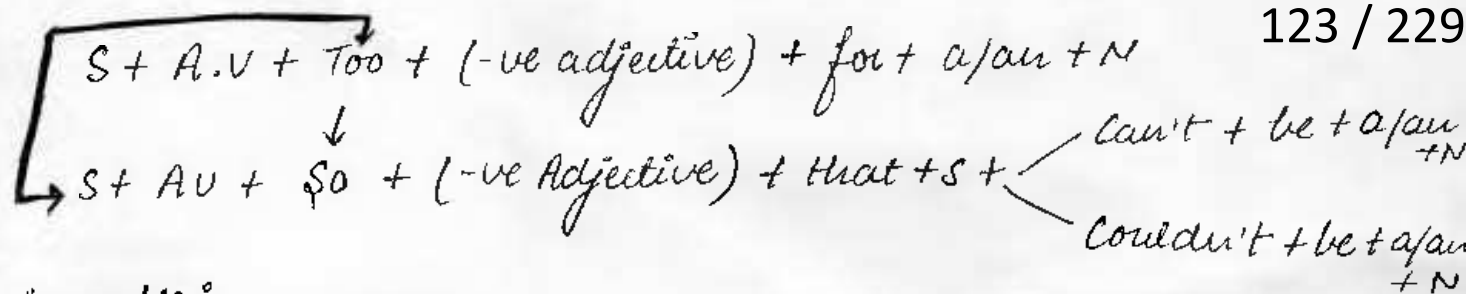 123 / 229
S + A.V + Too + (-ve adjective) + for + a/an + N
↓
S + AV + So + (-ve Adjective) + that + S +
Can't + be + a/an
+N
Couldn't + be + a/an
+ N